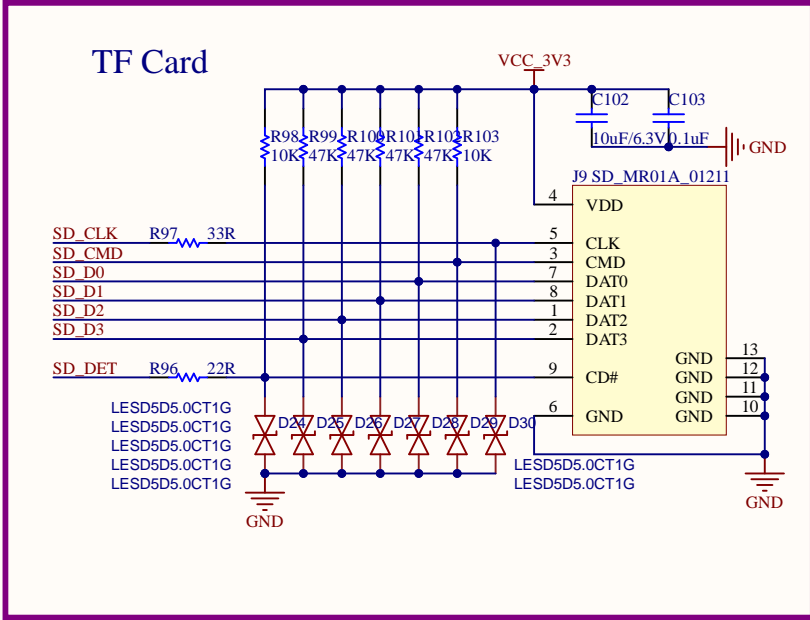 TF Card
VCC_3V3
C102
C103
10uF/6.3V
0.1uF
GND
R98
10K
R99
47K
R100
47K
R101
47K
R102
47K
R103
10K
J9 SD_MR01A_01211
4
VDD
SD_CLK
R97
33R
5
CLK
SD_CMD
3
CMD
SD_D0
7
DAT0
SD_D1
8
DAT1
SD_D2
1
DAT2
SD_D3
2
DAT3
GND
13
SD_DET
R96
22R
9
CD#
GND
12
GND
11
6
GND
GND
10
LESD5D5.0CT1G
LESD5D5.0CT1G
LESD5D5.0CT1G
LESD5D5.0CT1G
LESD5D5.0CT1G
D24
D25
D26
D27
D28
D29
D30
LESD5D5.0CT1G
LESD5D5.0CT1G
GND
GND